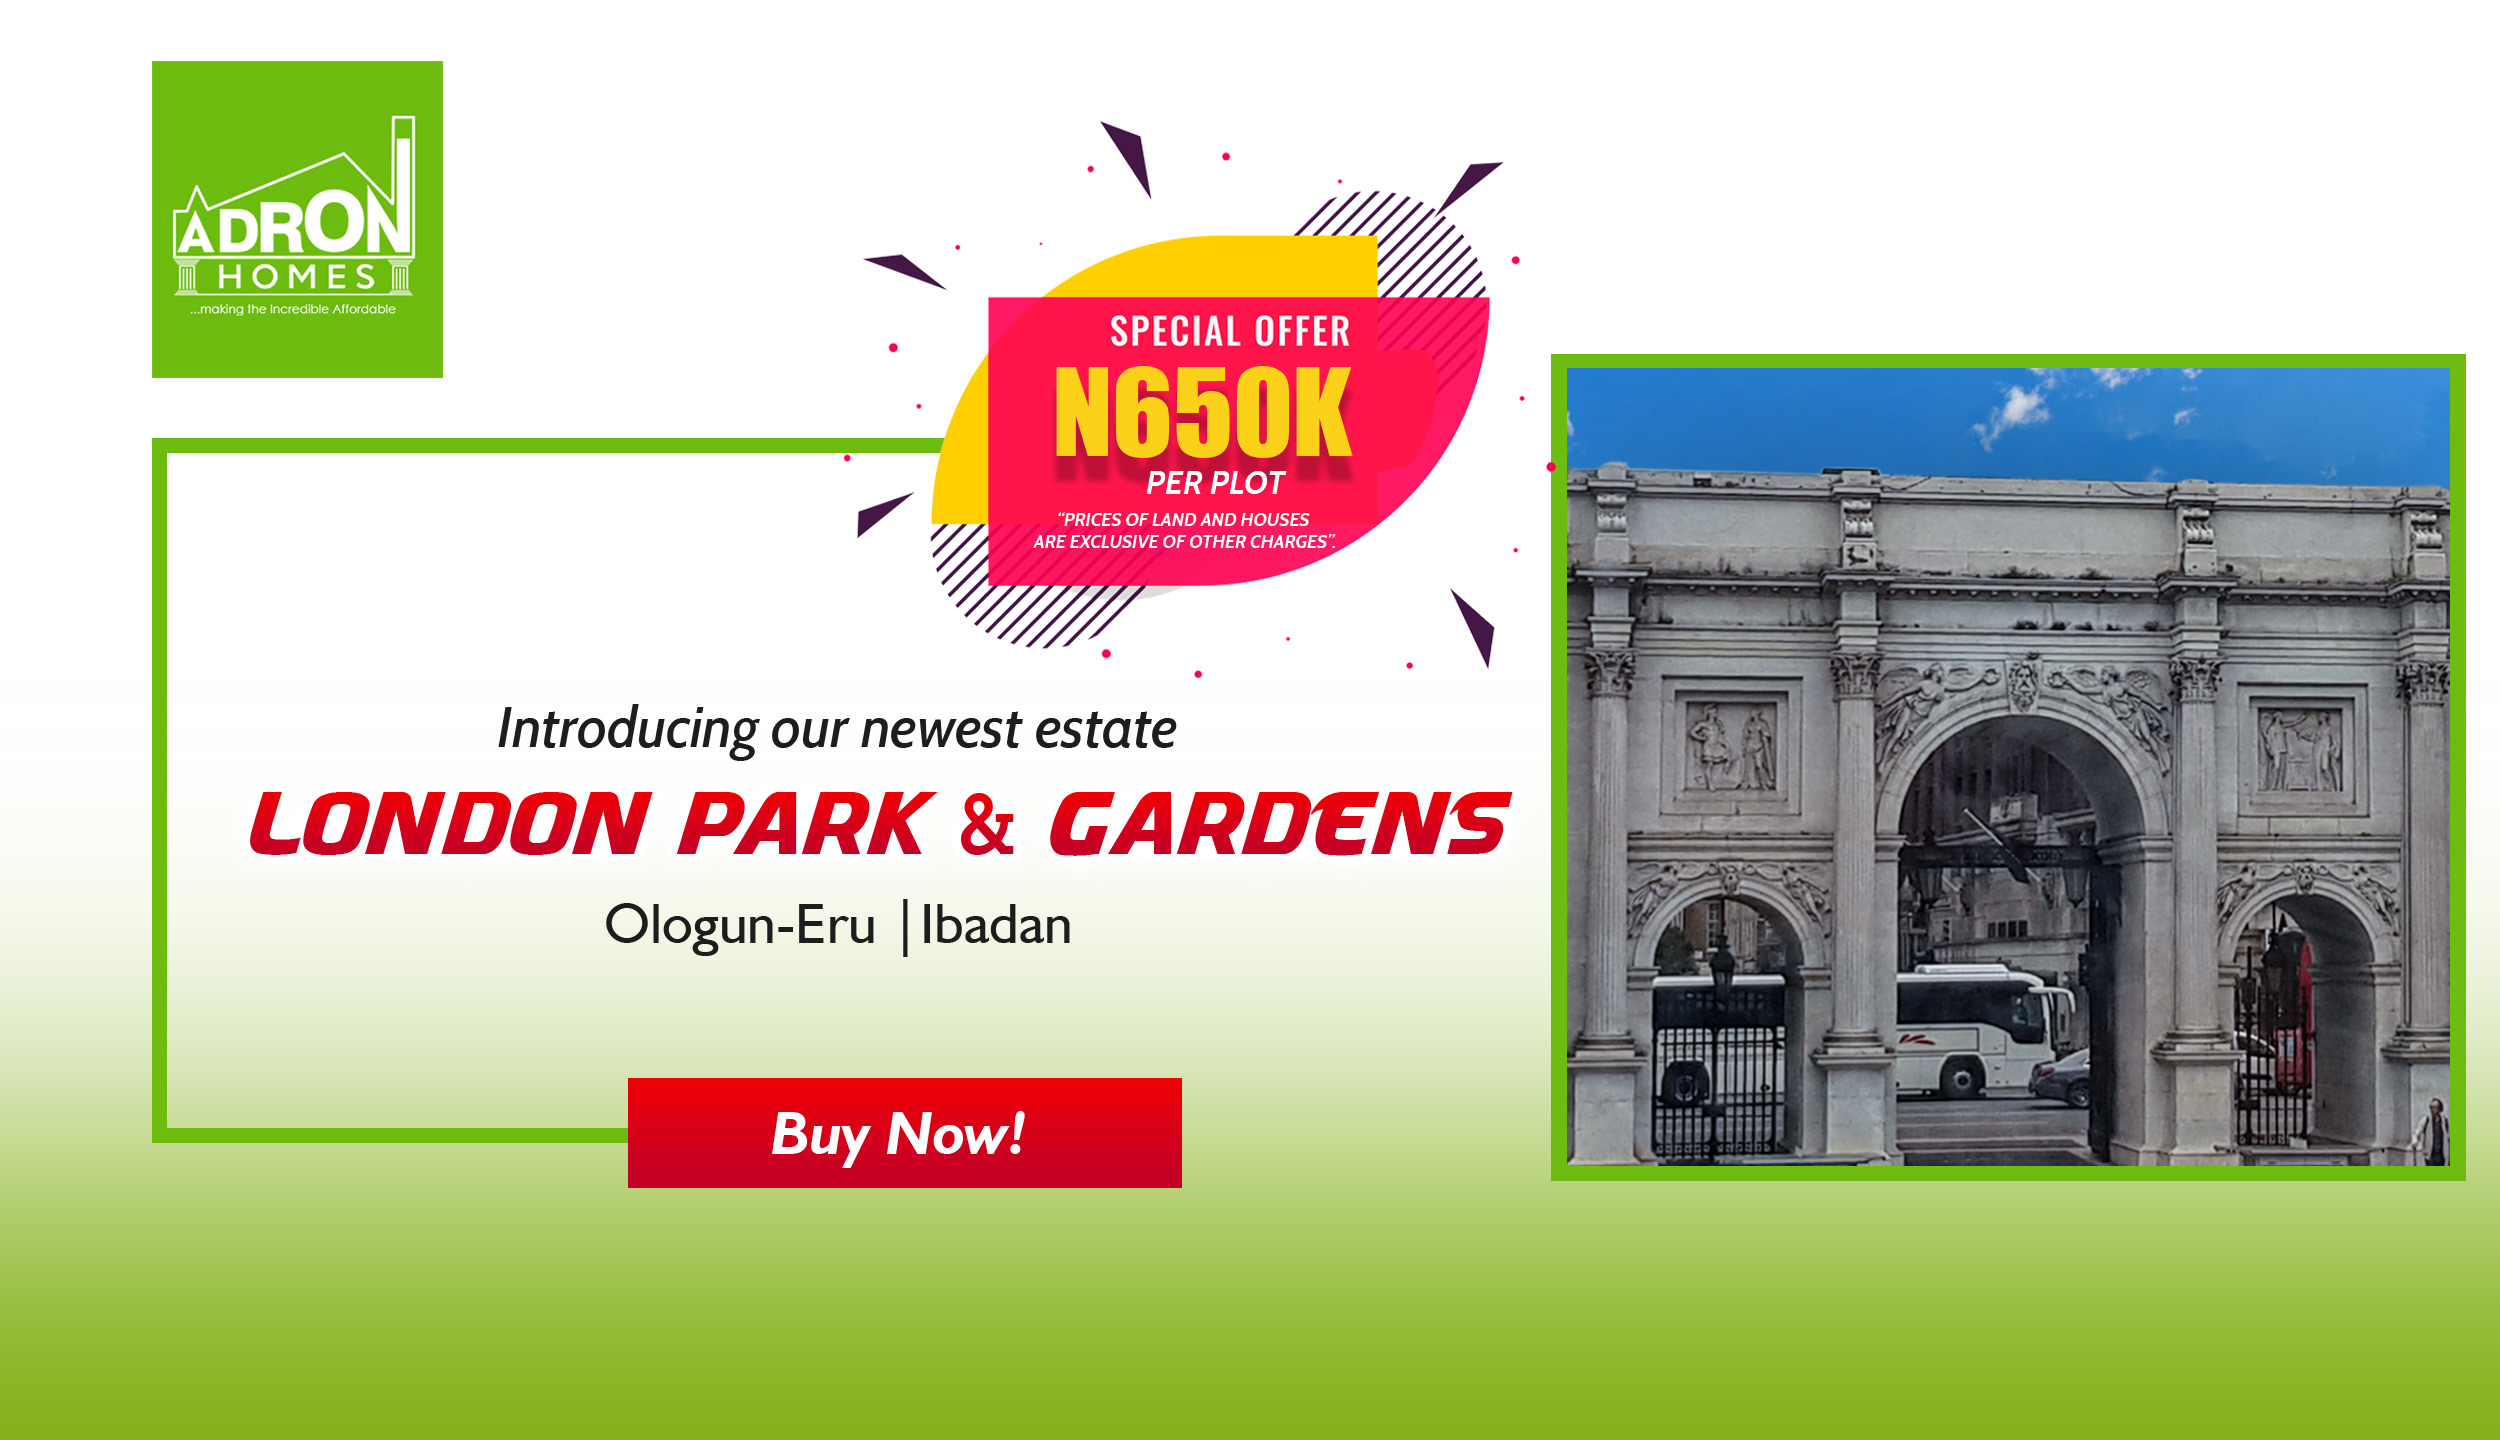 ADRON
HOMES
...making the Incredible Affordable
SPECIAL OFFER
N650K
PER PLOT
“PRICES OF LAND AND HOUSES
ARE EXCLUSIVE OF OTHER CHARGES”.
Introducing our newest estate
LONDON PARK & GARDENS
Ologun-Eru | Ibadan
Buy Now!